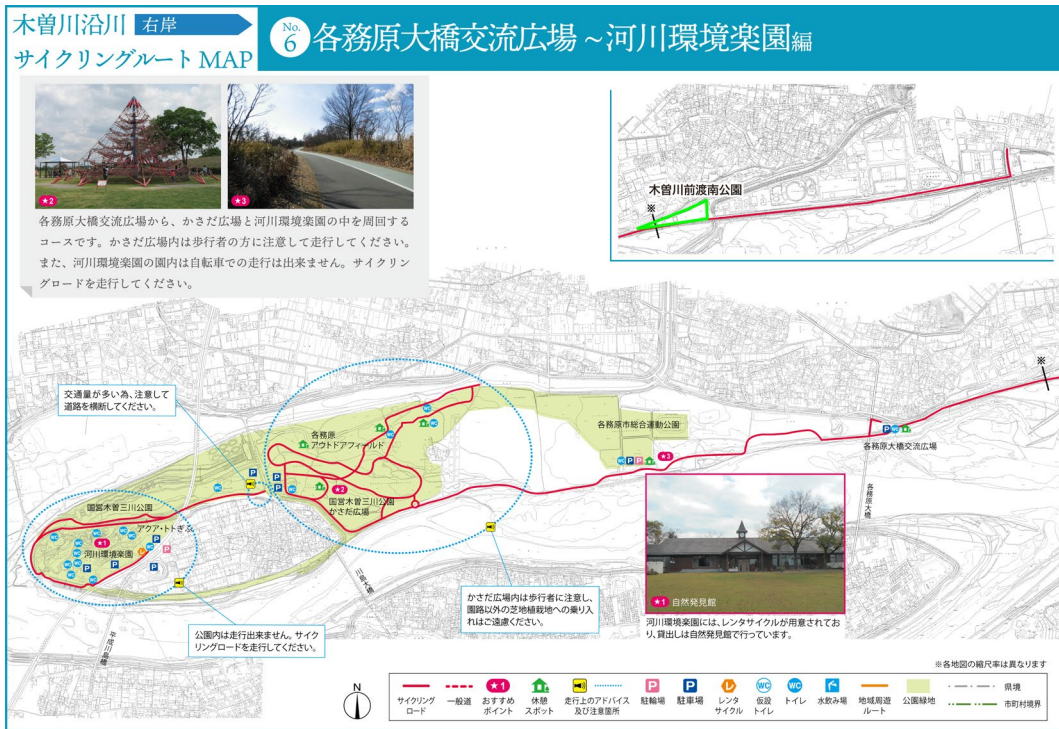 木曽川沿川 右岸
サイクリングルート MAP
No.
6
各務原大橋交流広場～河川環境楽園編
★2
★3
各務原大橋交流広場から、かさだ広場と河川環境楽園の中を周回する
コースです。かさだ広場内は歩行者の方に注意して走行してください。
また、河川環境楽園の園内は自転車での走行は出来ません。サイクリン
グロードを走行してください。
木曽川前渡南公園
※
※
交通量が多い為、注意して
道路を横断してください。
各務原
アウトドアフィールド
各務原市総合運動公園
各務原大橋交流広場
各務原大橋
★3
★2
国営木曽三川公園
かさだ広場
国営木曽三川公園
アクア・トトぎふ
★1
河川環境楽園
川島大橋
平成川島橋
公園内は走行出来ません。サイク
リングロードを走行してください。
かさだ広場内は歩行者に注意し、
園路以外の芝地植栽地への乗り入
れはご遠慮ください。
★1 自然発見館
河川環境楽園には、レンタサイクルが用意されてお
り、貸出しは自然発見館で行っています。
※各地図の縮尺率は異なります
N
サイクリング
ロード
一般道
★1
おすすめ
ポイント
休憩
スポット
走行上のアドバイス
及び注意箇所
P
駐輪場
P
駐車場
レンタ
サイクル
WC
仮設
トイレ
WC
トイレ
水飲み場
地域周遊
ルート
公園緑地
県境
市町村境界